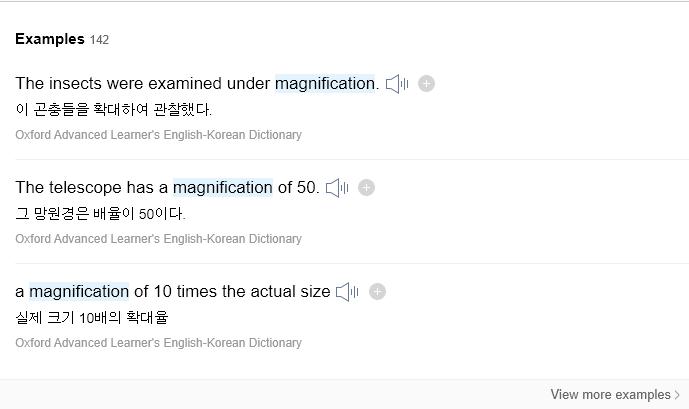 Examples 142
The insects were examined under magnification.
이 곤충들을 확대하여 관찰했다.
Oxford Advanced Learner's English-Korean Dictionary
The telescope has a magnification of 50.
그 망원경은 배율이 50이다.
Oxford Advanced Learner's English-Korean Dictionary
a magnification of 10 times the actual size
실제 크기 10배의 확대율
Oxford Advanced Learner's English-Korean Dictionary
View more examples